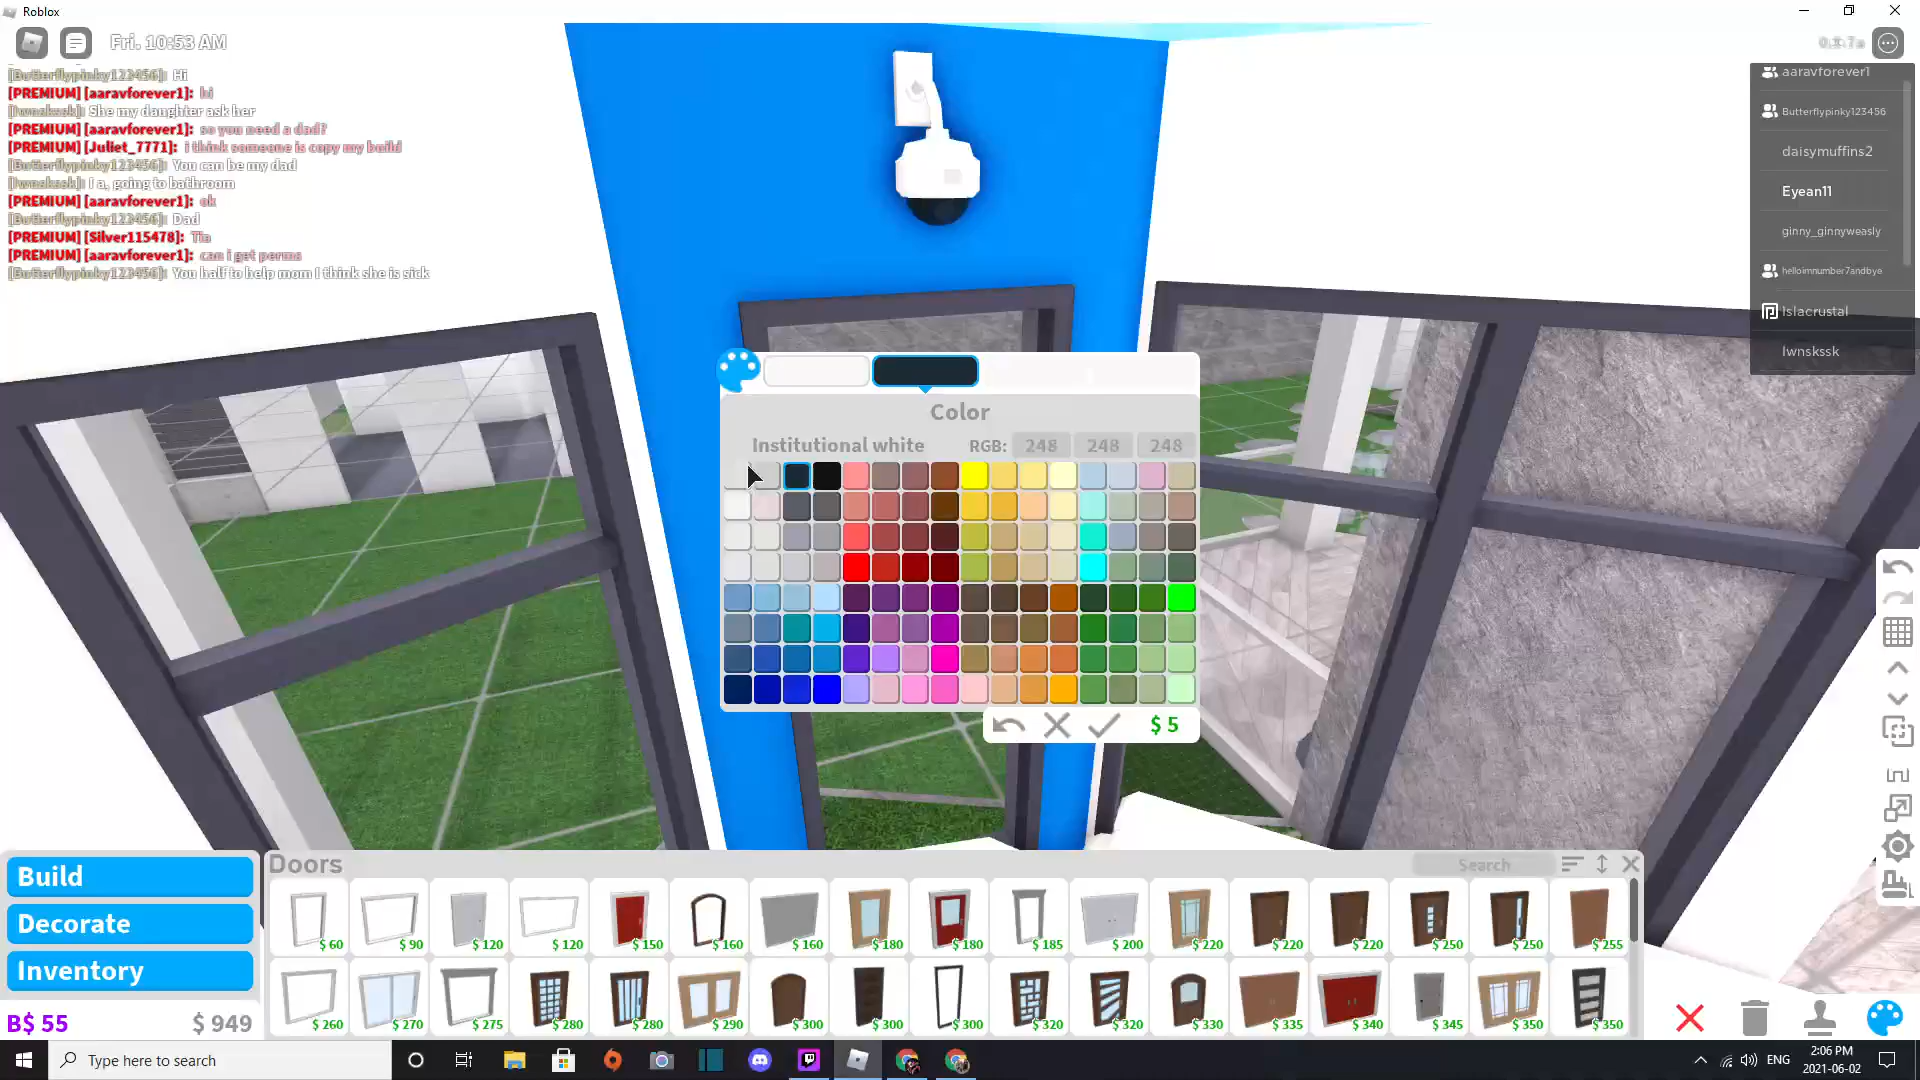 Roblox
Fri. 10:53 AM
[Butterflypinky123456]: Hi
[PREMIUM] [aaravforever1]: hi
[lwnskssk]: She my daughter ask her
[PREMIUM] [aaravforever1]: so you need a dad?
[PREMIUM] [Juliet_7771]: i think someone is copy my build
[Butterflypinky123456]: You can be my dad
[lwnskssk]: I a, going to bathroom
[PREMIUM] [aaravforever1]: ok
[Butterflypinky123456]: Dad
[PREMIUM] [Silver115478]: Tia
[PREMIUM] [aaravforever1]: can i get perms
[Butterflypinky123456]: You half to help mom I think she is sick
aaravforever1
Butterflypinky123456
daisymuffins2
Eyean11
ginny_ginnyweasly
helloimnumber7andbye
Islacrustal
lwnskssk
Color
Institutional white RGB: 248 248 248
$ 5
Build
Decorate
Inventory
B$ 55 $ 949
Doors Search
$ 60 $ 90 $ 120 $ 120 $ 150 $ 160 $ 160 $ 180 $ 180 $ 185 $ 200 $ 220 $ 220 $ 220 $ 250 $ 250 $ 255
$ 260 $ 270 $ 275 $ 280 $ 280 $ 290 $ 300 $ 300 $ 300 $ 320 $ 320 $ 330 $ 335 $ 340 $ 345 $ 350 $ 350
Type here to search
ENG
2:06 PM
2021-06-02